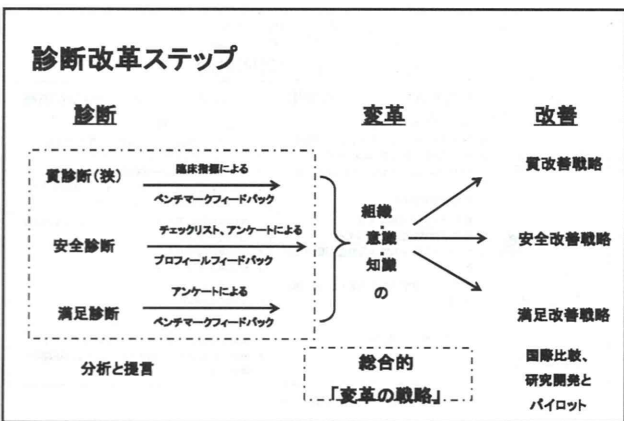 診断改革ステップ
診断
変革
改善
質診断(狭)
臨床指標による
ベンチマークフィードバック
安全診断
チェックリスト、アンケートによる
プロフィールフィードバック
満足診断
アンケートによる
ベンチマークフィードバック
分析と提言
組織
・
意識
・
知識
の
総合的
「変革の戦略」
質改善戦略
安全改善戦略
満足改善戦略
国際比較、
研究開発と
パイロット